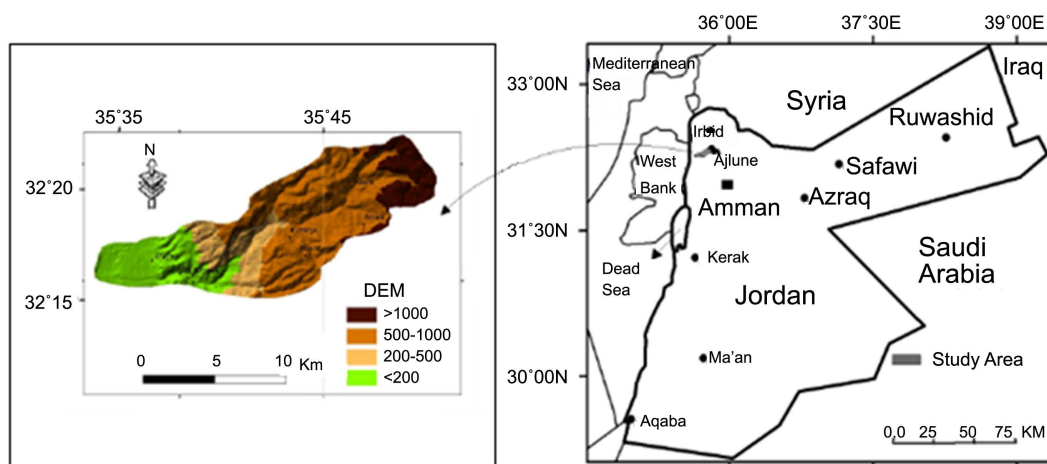 35˚35 35˚45
N
32˚20
32˚15
DEM
>1000
500-1000
200-500
<200
0 5 10 Km
36˚00E 37˚30E 39˚00E
33˚00N
31˚30N
30˚00N
Mediterranean
Sea
Iraq
Syria
Ruwashid
Irbid
West
Bank
Ajlune
Safawi
Amman
Azraq
Saudi
Arabia
Dead
Sea
Kerak
Jordan
Ma'an
Study Area
Aqaba
0,0 25 50 75 KM